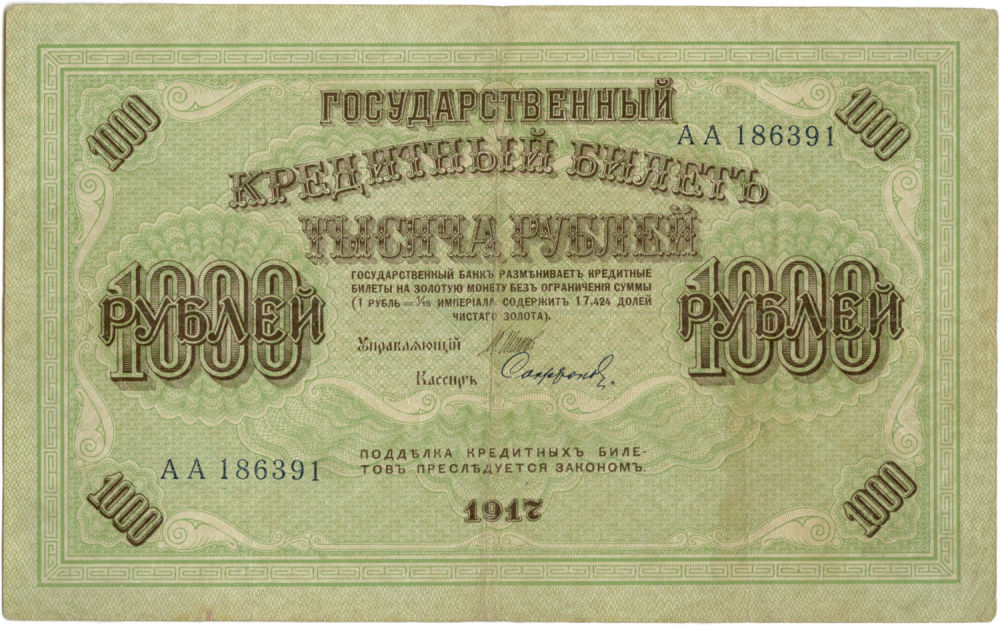 1000
ГОСУДАРСТВЕННЫЙ
1000
АА 186391
КРЕДИТНЫЙ БИЛЕТЪ
ТЫСЯЧА РУБЛЕЙ
ГОСУДАРСТВЕННЫЙ БАНКЪ РАЗМѢНИВАЕТЪ КРЕДИТНЫЕ
БИЛЕТЫ НА ЗОЛОТУЮ МОНЕТУ БЕЗЪ ОГРАНИЧЕНІЯ СУММЫ
(1 РУБЛЬ = 1/15 ИМПЕРІАЛА СОДЕРЖИТЪ 17,424 ДОЛЕЙ
ЧИСТАГО ЗОЛОТА).
1000 РУБЛЕЙ
1000 РУБЛЕЙ
Управляющій
Кассиръ
АА 186391
ПОДДѢЛКА КРЕДИТНЫХЪ БИЛЕ-
ТОВЪ ПРЕСЛѢДУЕТСЯ ЗАКОНОМЪ.
1000
1917
1000